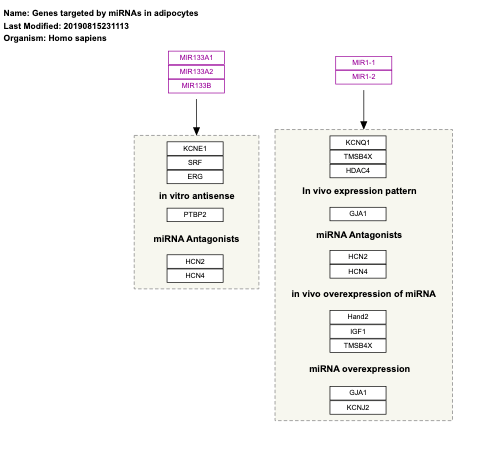 Name: Genes targeted by miRNAs in adipocytes
Last Modified: 20190815231113
Organism: Homo sapiens
MIR133A1
MIR133A2
MIR133B
KCNE1
SRF
ERG
in vitro antisense
PTBP2
miRNA Antagonists
HCN2
HCN4
MIR1-1
MIR1-2
KCNQ1
TMSB4X
HDAC4
In vivo expression pattern
GJA1
miRNA Antagonists
HCN2
HCN4
in vivo overexpression of miRNA
Hand2
IGF1
TMSB4X
miRNA overexpression
GJA1
KCNJ2